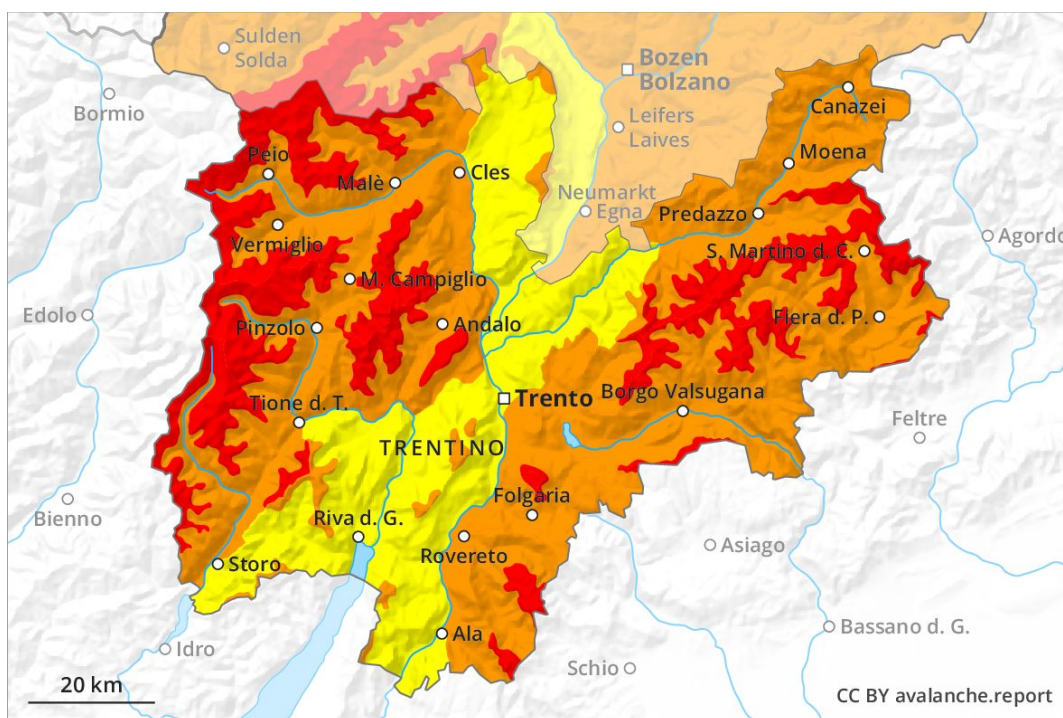 Sulden
Solda
Bozen
Bolzano
Bormio
Canazei
Leifers
Laives
Moena
Peio
Malè
Cles
Neumarkt
Egna
Predazzo
Vermiglio
S. Martino d. C.
Agordo
M. Campiglio
Edolo
Pinzolo
Andalo
Fiera d. P.
Trento
Borgo Valsugana
Tione d. T.
Feltre
TRENTINO
Bienno
Folgaria
Riva d. G.
Rovereto
Asiago
Storo
Ala
Bassano d. G.
Idro
Schio
20 km
CC BY avalanche.report